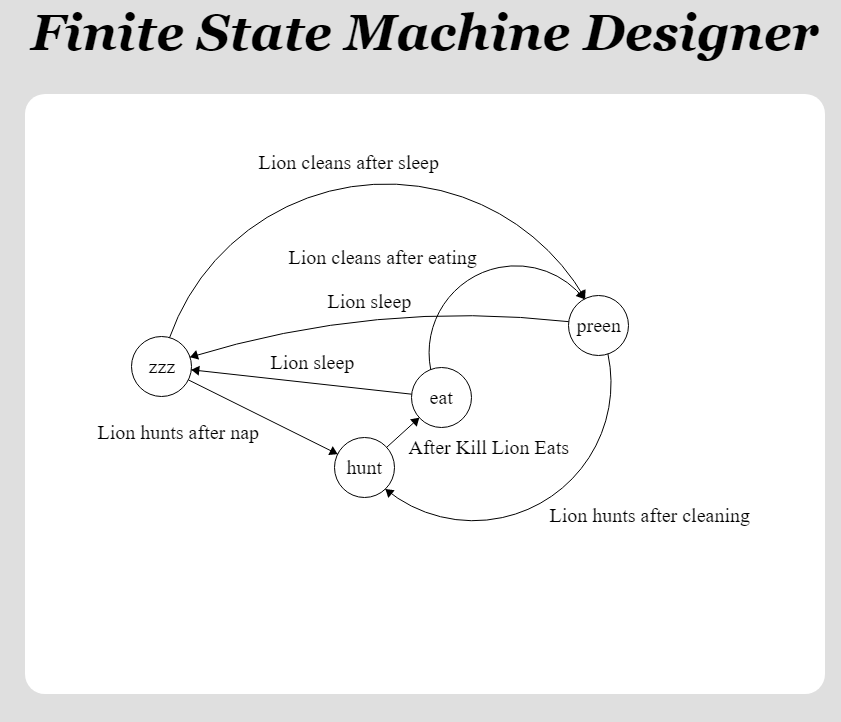 Finite State Machine Designer
Lion cleans after sleep
Lion cleans after eating
Lion sleep
preen
Lion sleep
zzz
eat
Lion hunts after nap
After Kill Lion Eats
hunt
Lion hunts after cleaning